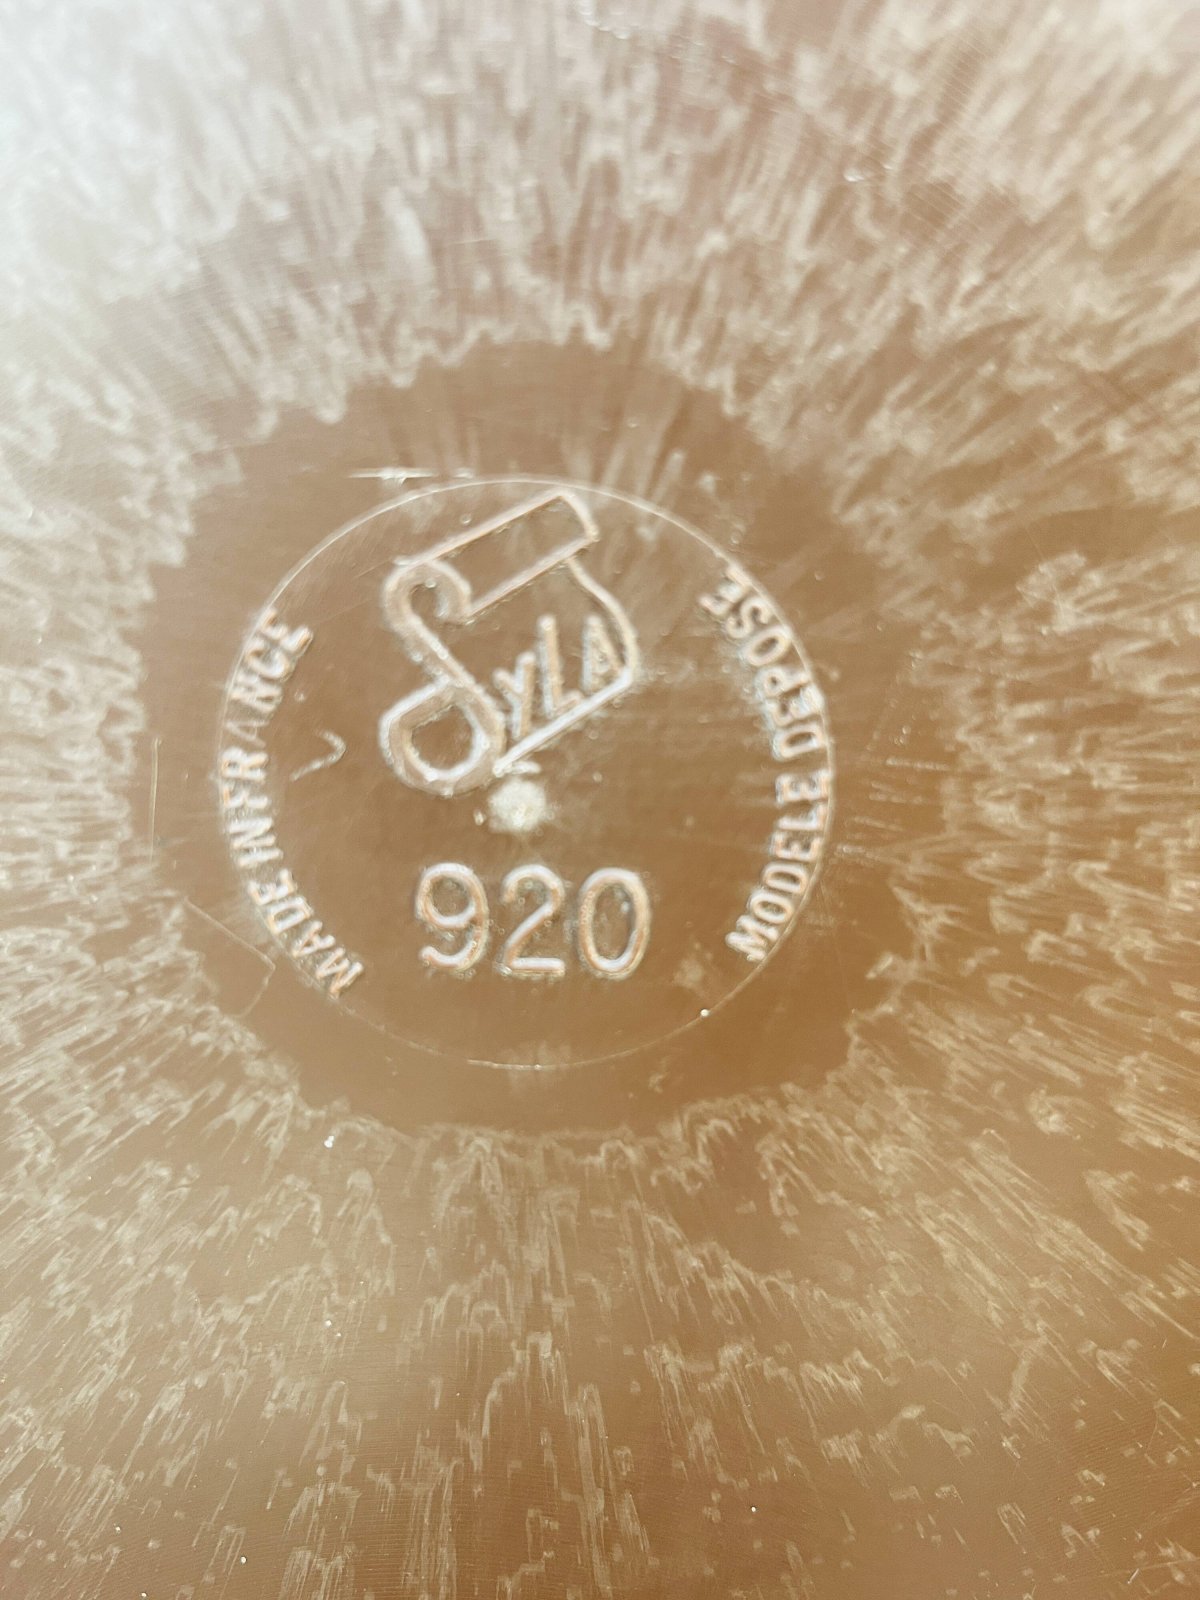 SYLA
920
MADE IN FRANCE
MODELE DEPOSE